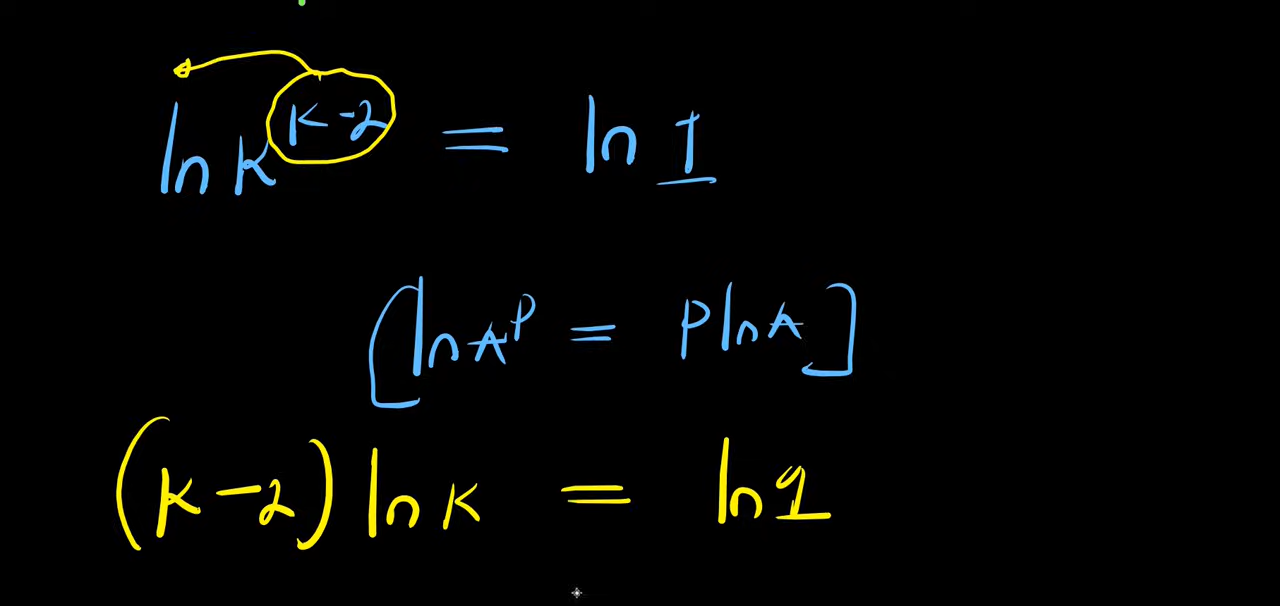 ln K^(K-2) = ln 1
[ln A^P = P ln A]
(K-2) ln K = ln 1